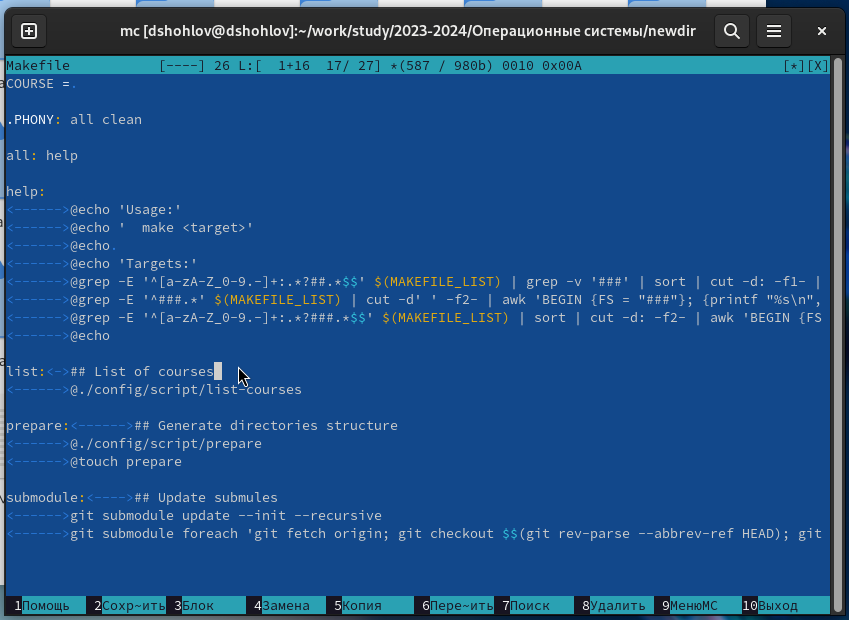 mc [dshohlov@dshohlov]:~/work/study/2023-2024/Операционные системы/newdir
Makefile [----] 26 L:[ 1+16 17/ 27] *(587 / 980b) 0010 0x00A [*][X]
COURSE =.
.PHONY: all clean
all: help
help:
<------>@echo 'Usage:'
<------>@echo '  make <target>'
<------>@echo.
<------>@echo 'Targets:'
<------>@grep -E '^[a-zA-Z_0-9.-]+:.*?##.*$$' $(MAKEFILE_LIST) | grep -v '###' | sort | cut -d: -f1- |
<------>@grep -E '^###.*' $(MAKEFILE_LIST) | cut -d' ' -f2- | awk 'BEGIN {FS = "###"}; {printf "%s\n",
<------>@grep -E '^[a-zA-Z_0-9.-]+:.*?###.*$$' $(MAKEFILE_LIST) | sort | cut -d: -f2- | awk 'BEGIN {FS
<------>@echo
list:<->## List of courses
<------>@./config/script/list-courses
prepare:<------>## Generate directories structure
<------>@./config/script/prepare
<------>@touch prepare
submodule:<---->## Update submules
<------>git submodule update --init --recursive
<------>git submodule foreach 'git fetch origin; git checkout $$(git rev-parse --abbrev-ref HEAD); git
1Помощь 2Сохр~ить 3Блок 4Замена 5Копия 6Пере~ить 7Поиск 8Удалить 9МенюМС 10Выход